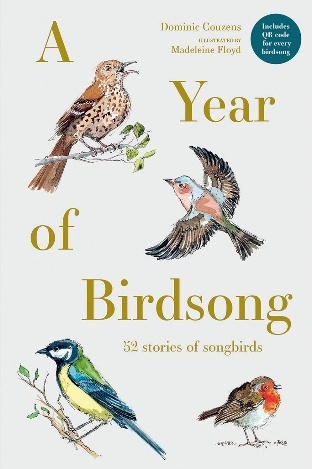 Dominic Couzens
ILLUSTRATED BY
Madeleine Floyd
Includes
QR code
for every
birdsong
A
Year
of
Birdsong
52 stories of songbirds